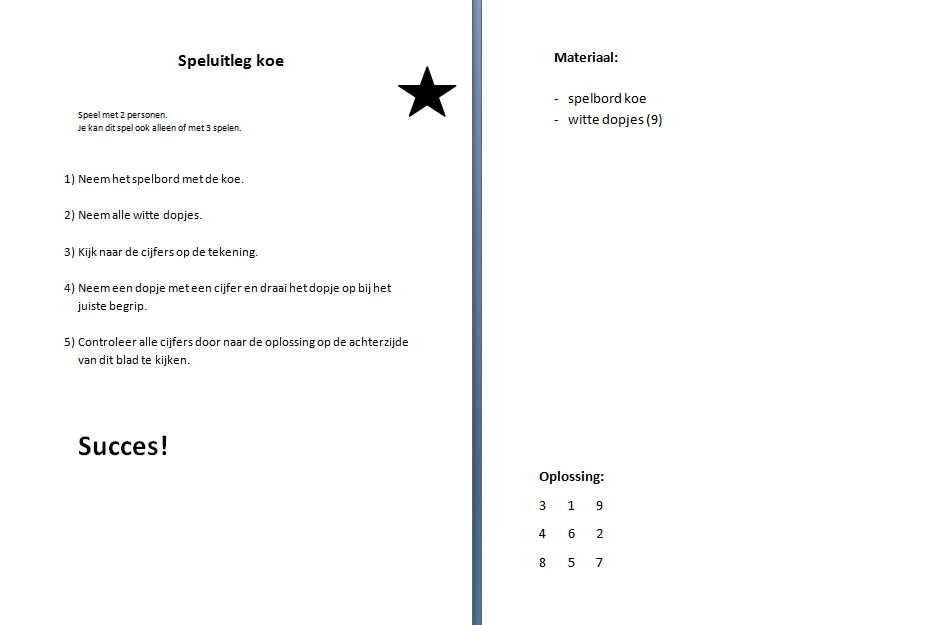 Speluitleg koe
Speel met 2 personen.
Je kan dit spel ook alleen of met 3 spelen.
1) Neem het spelbord met de koe.
2) Neem alle witte dopjes.
3) Kijk naar de cijfers op de tekening.
4) Neem een dopje met een cijfer en draai het dopje op bij het
juiste begrip.
5) Controleer alle cijfers door naar de oplossing op de achterzijde
van dit blad te kijken.
Succes!
Materiaal:
- spelbord koe
- witte dopjes (9)
Oplossing:
3 1 9
4 6 2
8 5 7